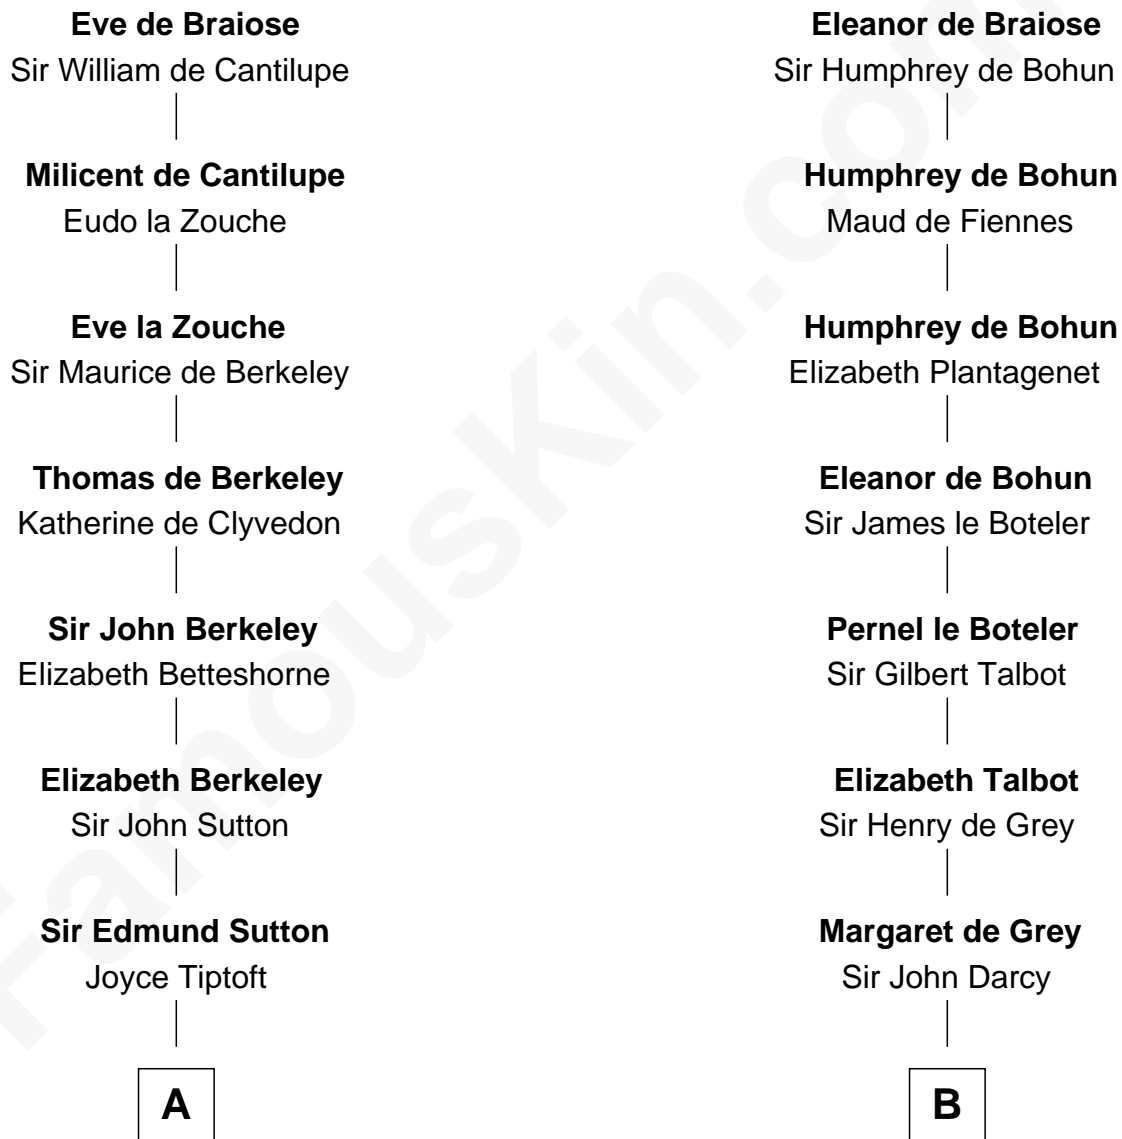 Eve de Braiose
Sir William de Cantilupe
Milicent de Cantilupe
Eudo la Zouche
Eve la Zouche
Sir Maurice de Berkeley
Thomas de Berkeley
Katherine de Clyvedon
Sir John Berkeley
Elizabeth Betteshorne
Elizabeth Berkeley
Sir John Sutton
Sir Edmund Sutton
Joyce Tiptoft
A
Eleanor de Braiose
Sir Humphrey de Bohun
Humphrey de Bohun
Maud de Fiennes
Humphrey de Bohun
Elizabeth Plantagenet
Eleanor de Bohun
Sir James le Boteler
Pernel le Boteler
Sir Gilbert Talbot
Elizabeth Talbot
Sir Henry de Grey
Margaret de Grey
Sir John Darcy
B
FamousKin.com